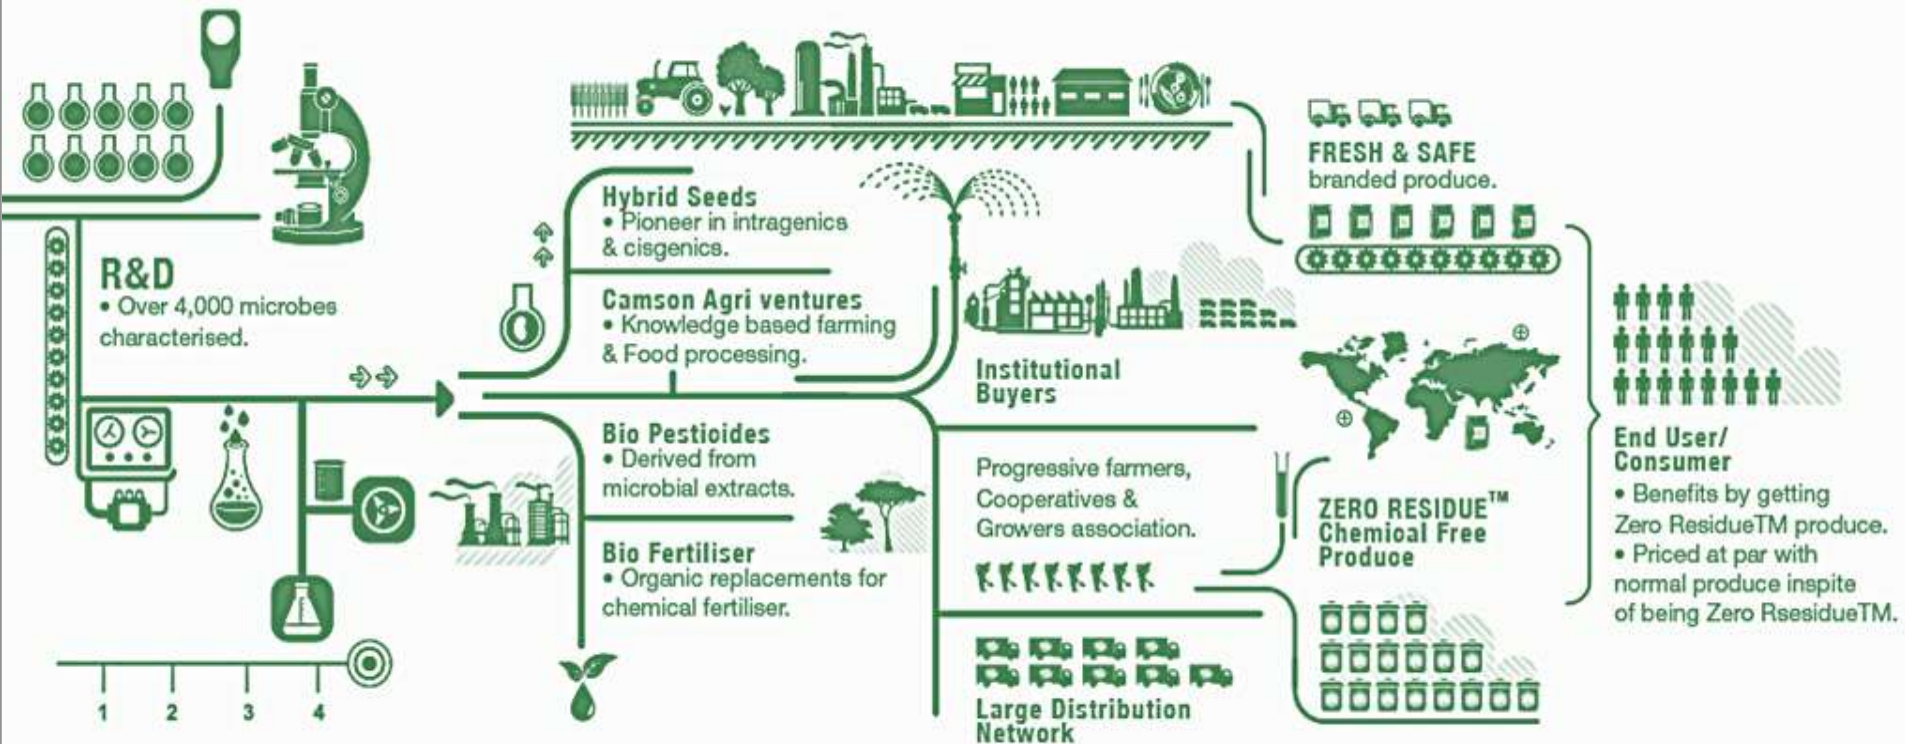 R&D
• Over 4,000 microbes
characterised.
1 2 3 4
Hybrid Seeds
• Pioneer in intragenics
& cisgenics.
Camson Agri ventures
• Knowledge based farming
& Food processing.
Bio Pestioides
• Derived from
microbial extracts.
Bio Fertiliser
• Organic replacements for
chemical fertiliser.
Institutional
Buyers
Progressive farmers,
Cooperatives &
Growers association.
Large Distribution
Network
FRESH & SAFE
branded produce.
ZERO RESIDUE™
Chemioal Free
Produoe
End User/
Consumer
• Benefits by getting
Zero ResidueTM produce.
• Priced at par with
normal produce inspite
of being Zero RsesidueTM.